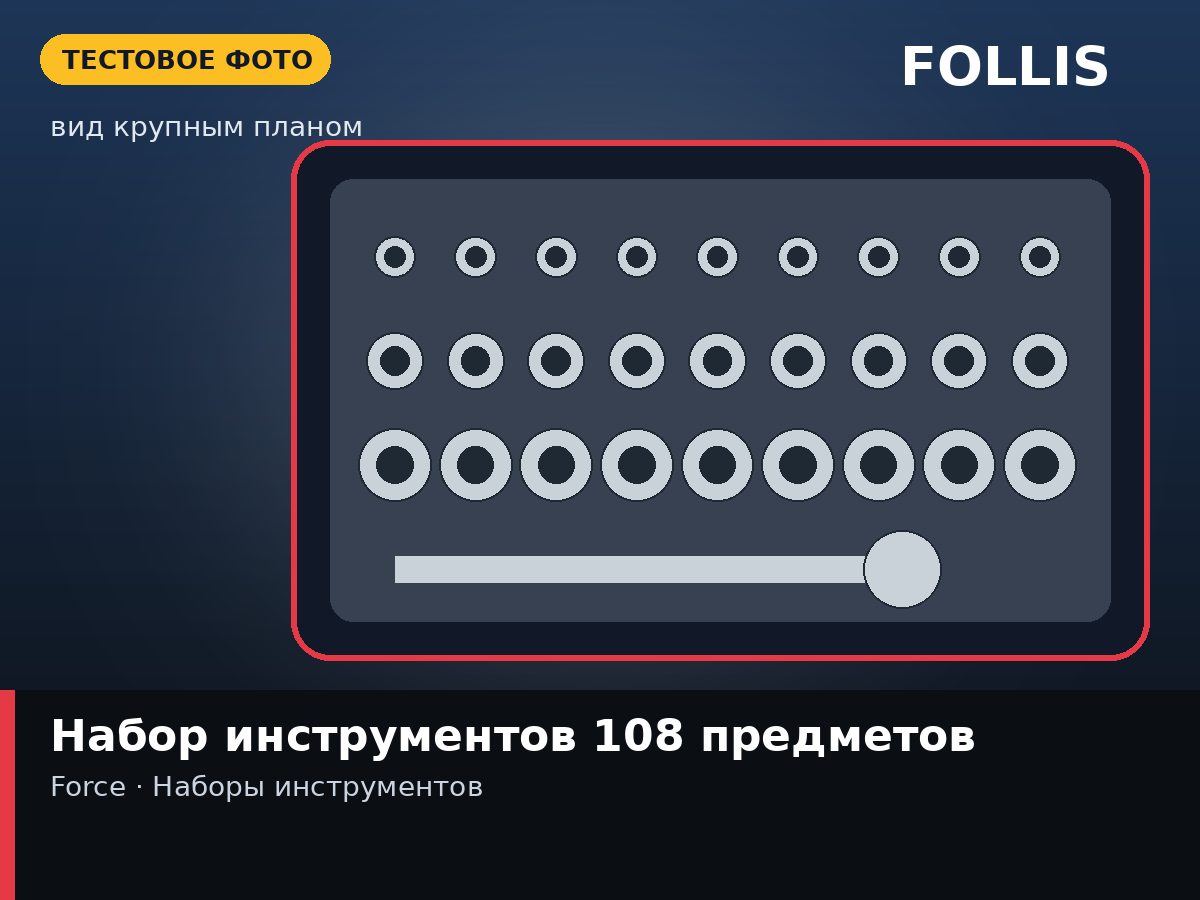 ТЕСТОВОЕ ФОТО
FOLLIS
вид крупным планом
Набор инструментов 108 предметов
Force · Наборы инструментов